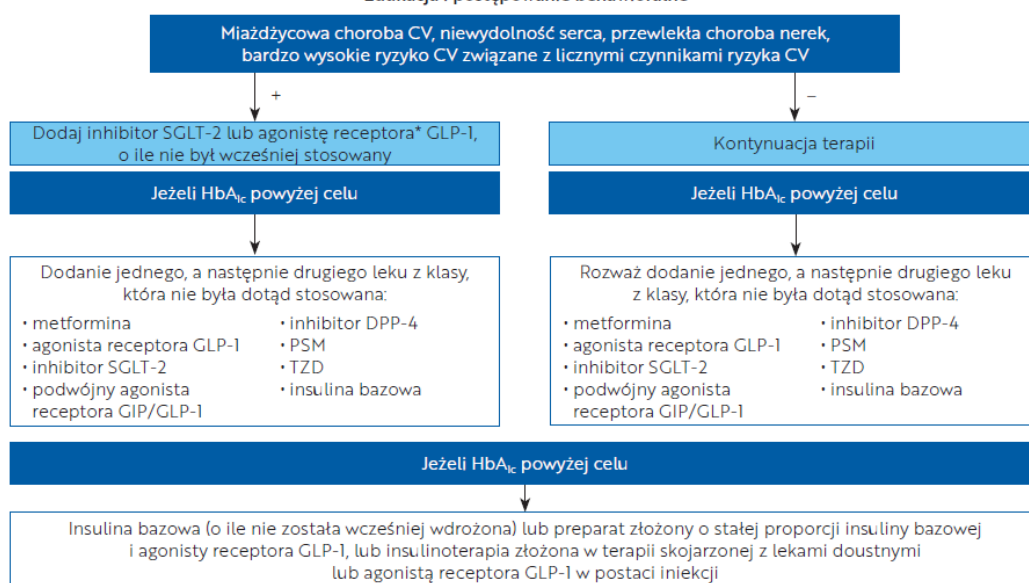 Edukacja i postępowanie behawioralne
Miażdżycowa choroba CV, niewydolność serca, przewlekła choroba nerek,
bardzo wysokie ryzyko CV związane z licznymi czynnikami ryzyka CV
+
–
Dodaj inhibitor SGLT-2 lub agonistę receptora* GLP-1,
o ile nie był wcześniej stosowany
Kontynuacja terapii
Jeżeli HbA1c powyżej celu
Jeżeli HbA1c powyżej celu
Dodanie jednego, a następnie drugiego leku z klasy,
która nie była dotąd stosowana:
• metformina
• agonista receptora GLP-1
• inhibitor SGLT-2
• podwójny agonista
receptora GIP/GLP-1
• inhibitor DPP-4
• PSM
• TZD
• insulina bazowa
Rozważ dodanie jednego, a następnie drugiego leku
z klasy, która nie była dotąd stosowana:
• metformina
• agonista receptora GLP-1
• inhibitor SGLT-2
• podwójny agonista
receptora GIP/GLP-1
• inhibitor DPP-4
• PSM
• TZD
• insulina bazowa
Jeżeli HbA1c powyżej celu
Insulina bazowa (o ile nie została wcześniej wdrożona) lub preparat złożony o stałej proporcji insuliny bazowej
i agonisty receptora GLP-1, lub insulinoterapia złożona w terapii skojarzonej z lekami doustnymi
lub agonistą receptora GLP-1 w postaci iniekcji